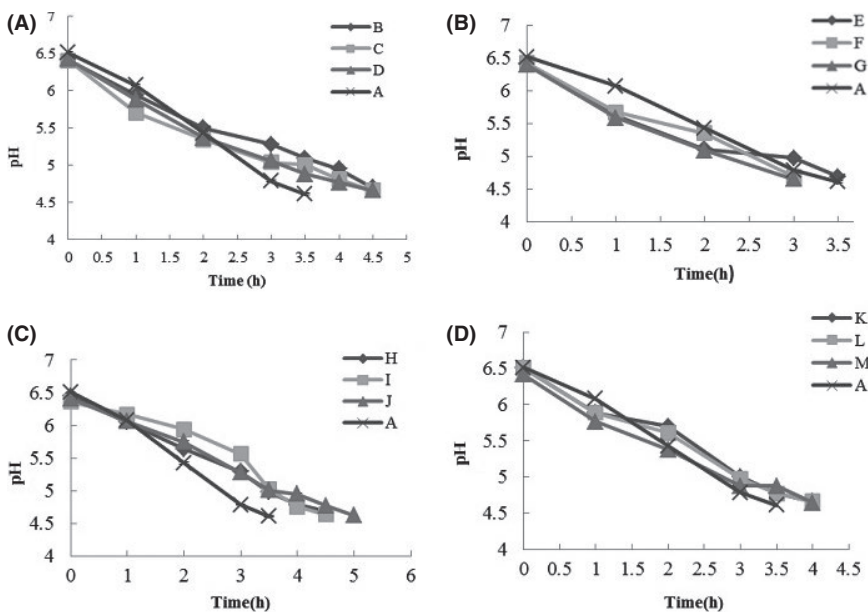 (A)
B
C
D
A
7
6.5
6
5.5
5
4.5
4
pH
0 0.5 1 1.5 2 2.5 3 3.5 4 4.5 5
Time (h)
(B)
E
F
G
A
7
6.5
6
5.5
5
4.5
4
pH
0 0.5 1 1.5 2 2.5 3 3.5
Time(h)
(C)
H
I
J
A
7
6.5
6
5.5
5
4.5
4
pH
0 1 2 3 4 5 6
Time(h)
(D)
K
L
M
A
7
6.5
6
5.5
5
4.5
4
pH
0 0.5 1 1.5 2 2.5 3 3.5 4 4.5
Time(h)